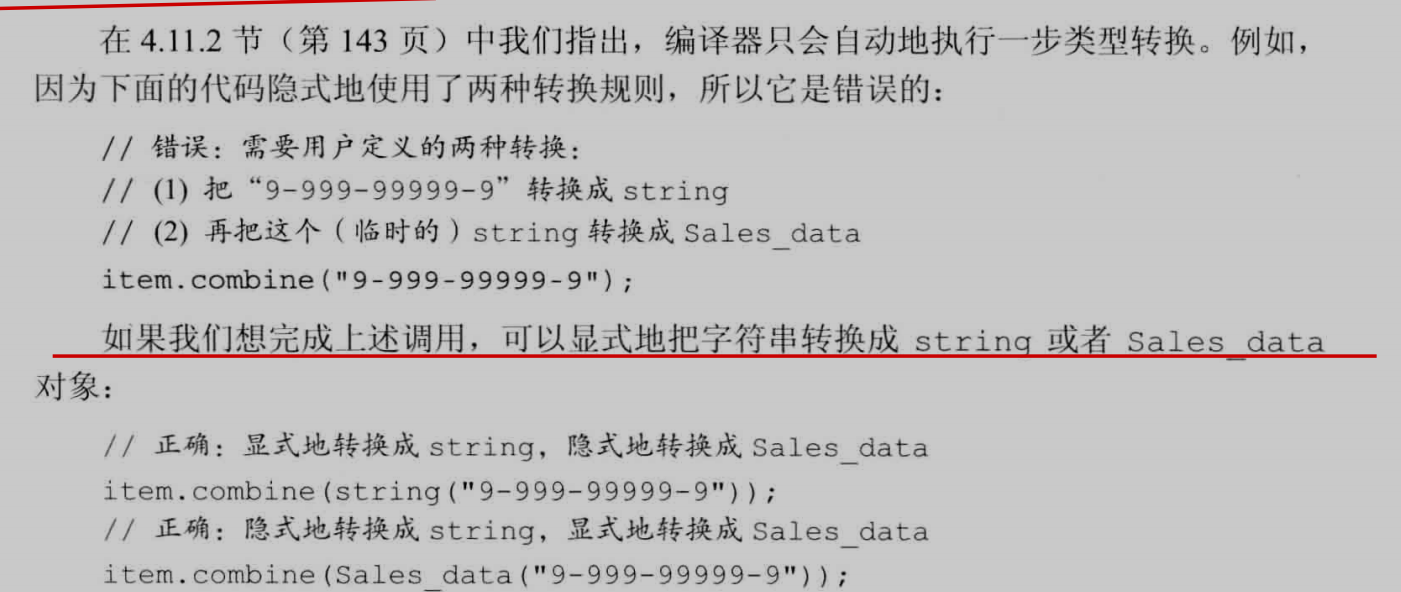 在 4.11.2 节（第 143 页）中我们指出，编译器只会自动地执行一步类型转换。例如，
因为下面的代码隐式地使用了两种转换规则，所以它是错误的：
// 错误：需要用户定义的两种转换：
// (1) 把“9-999-99999-9”转换成 string
// (2) 再把这个（临时的）string 转换成 Sales_data
item.combine("9-999-99999-9");
如果我们想完成上述调用，可以显式地把字符串转换成 string 或者 Sales_data
对象：
// 正确：显式地转换成 string，隐式地转换成 Sales_data
item.combine(string("9-999-99999-9"));
// 正确：隐式地转换成 string，显式地转换成 Sales_data
item.combine(Sales_data("9-999-99999-9"));